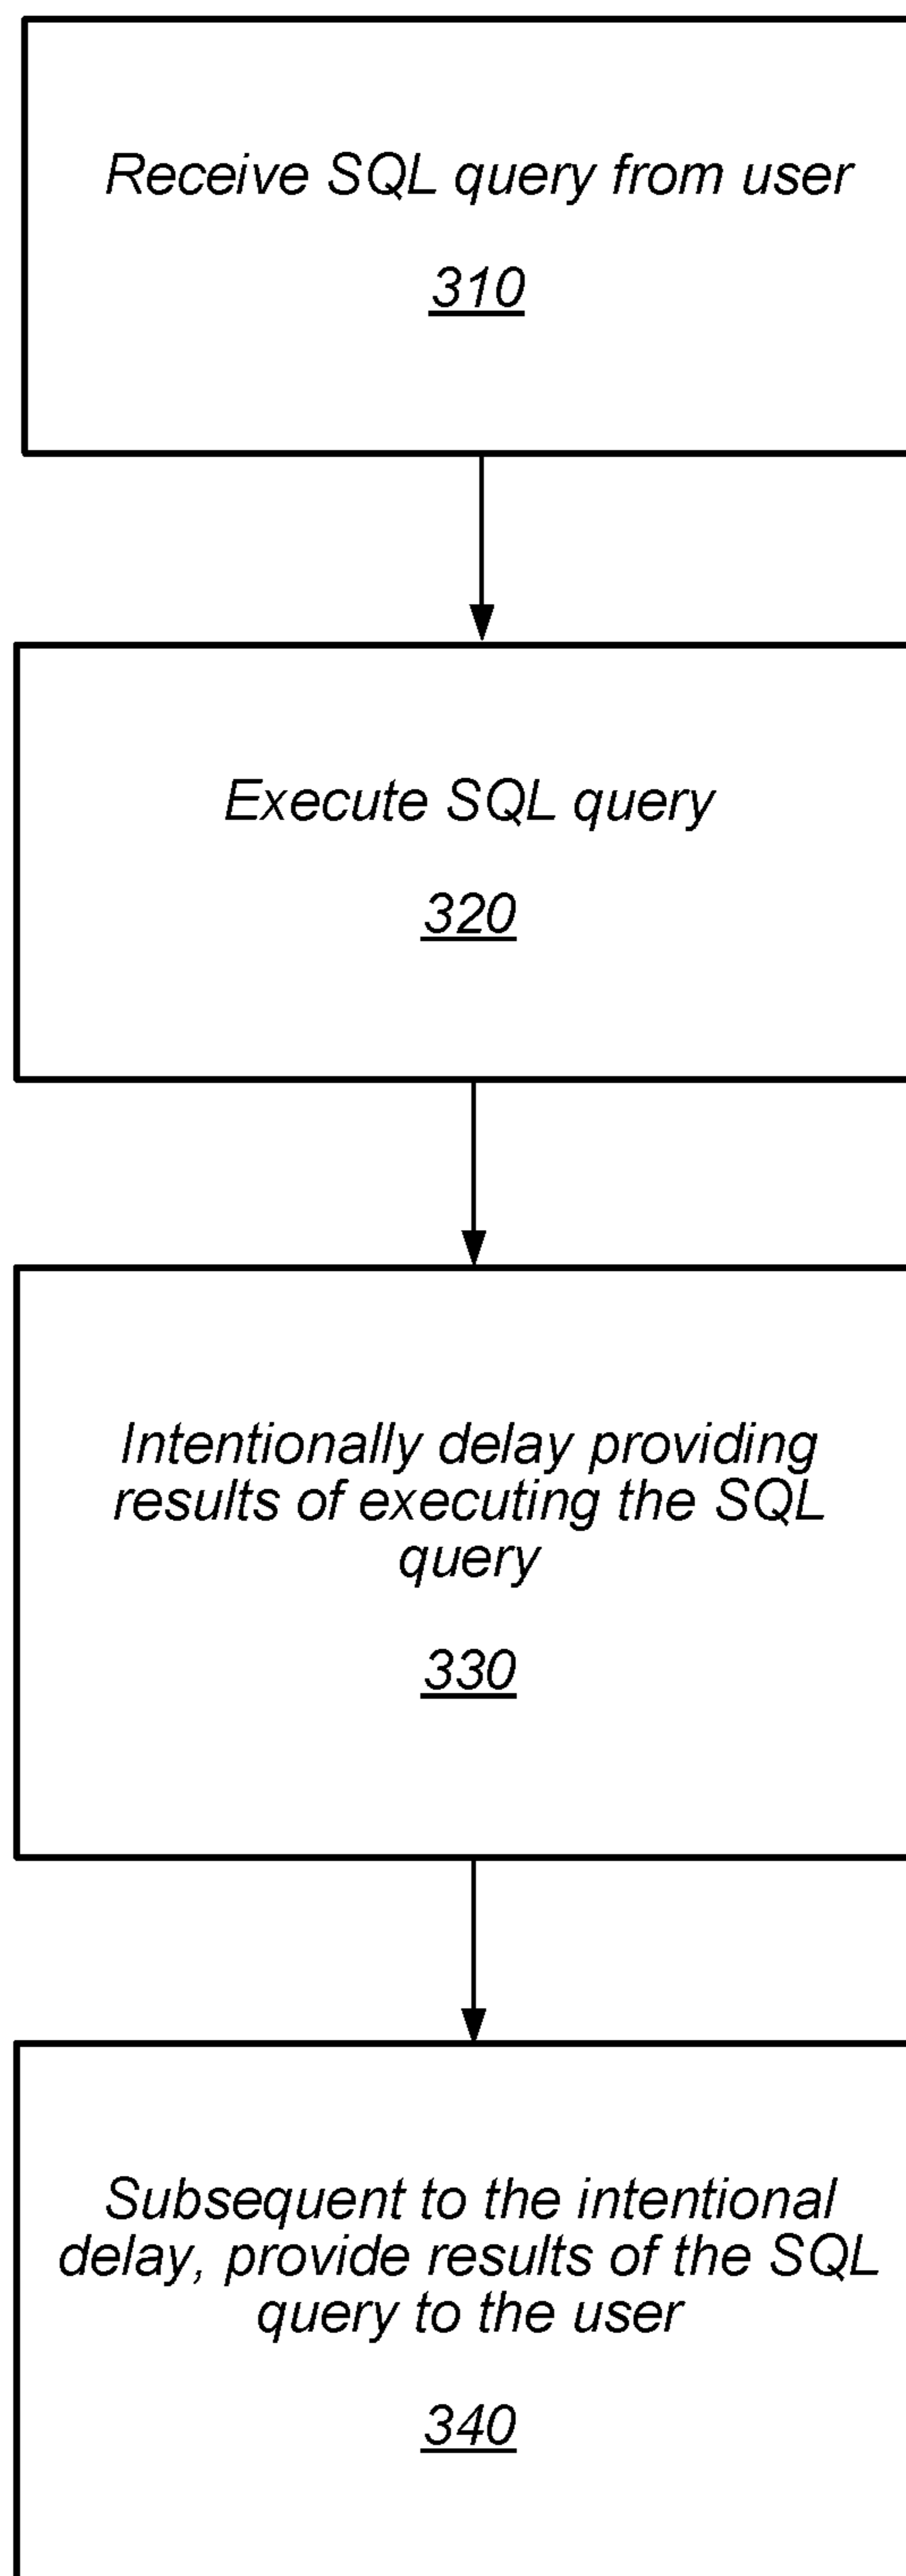 Receive SQL query from user
310
Execute SQL query
320
Intentionally delay providing
results of executing the SQL
query
330
Subsequent to the intentional
delay, provide results of the SQL
query to the user
340